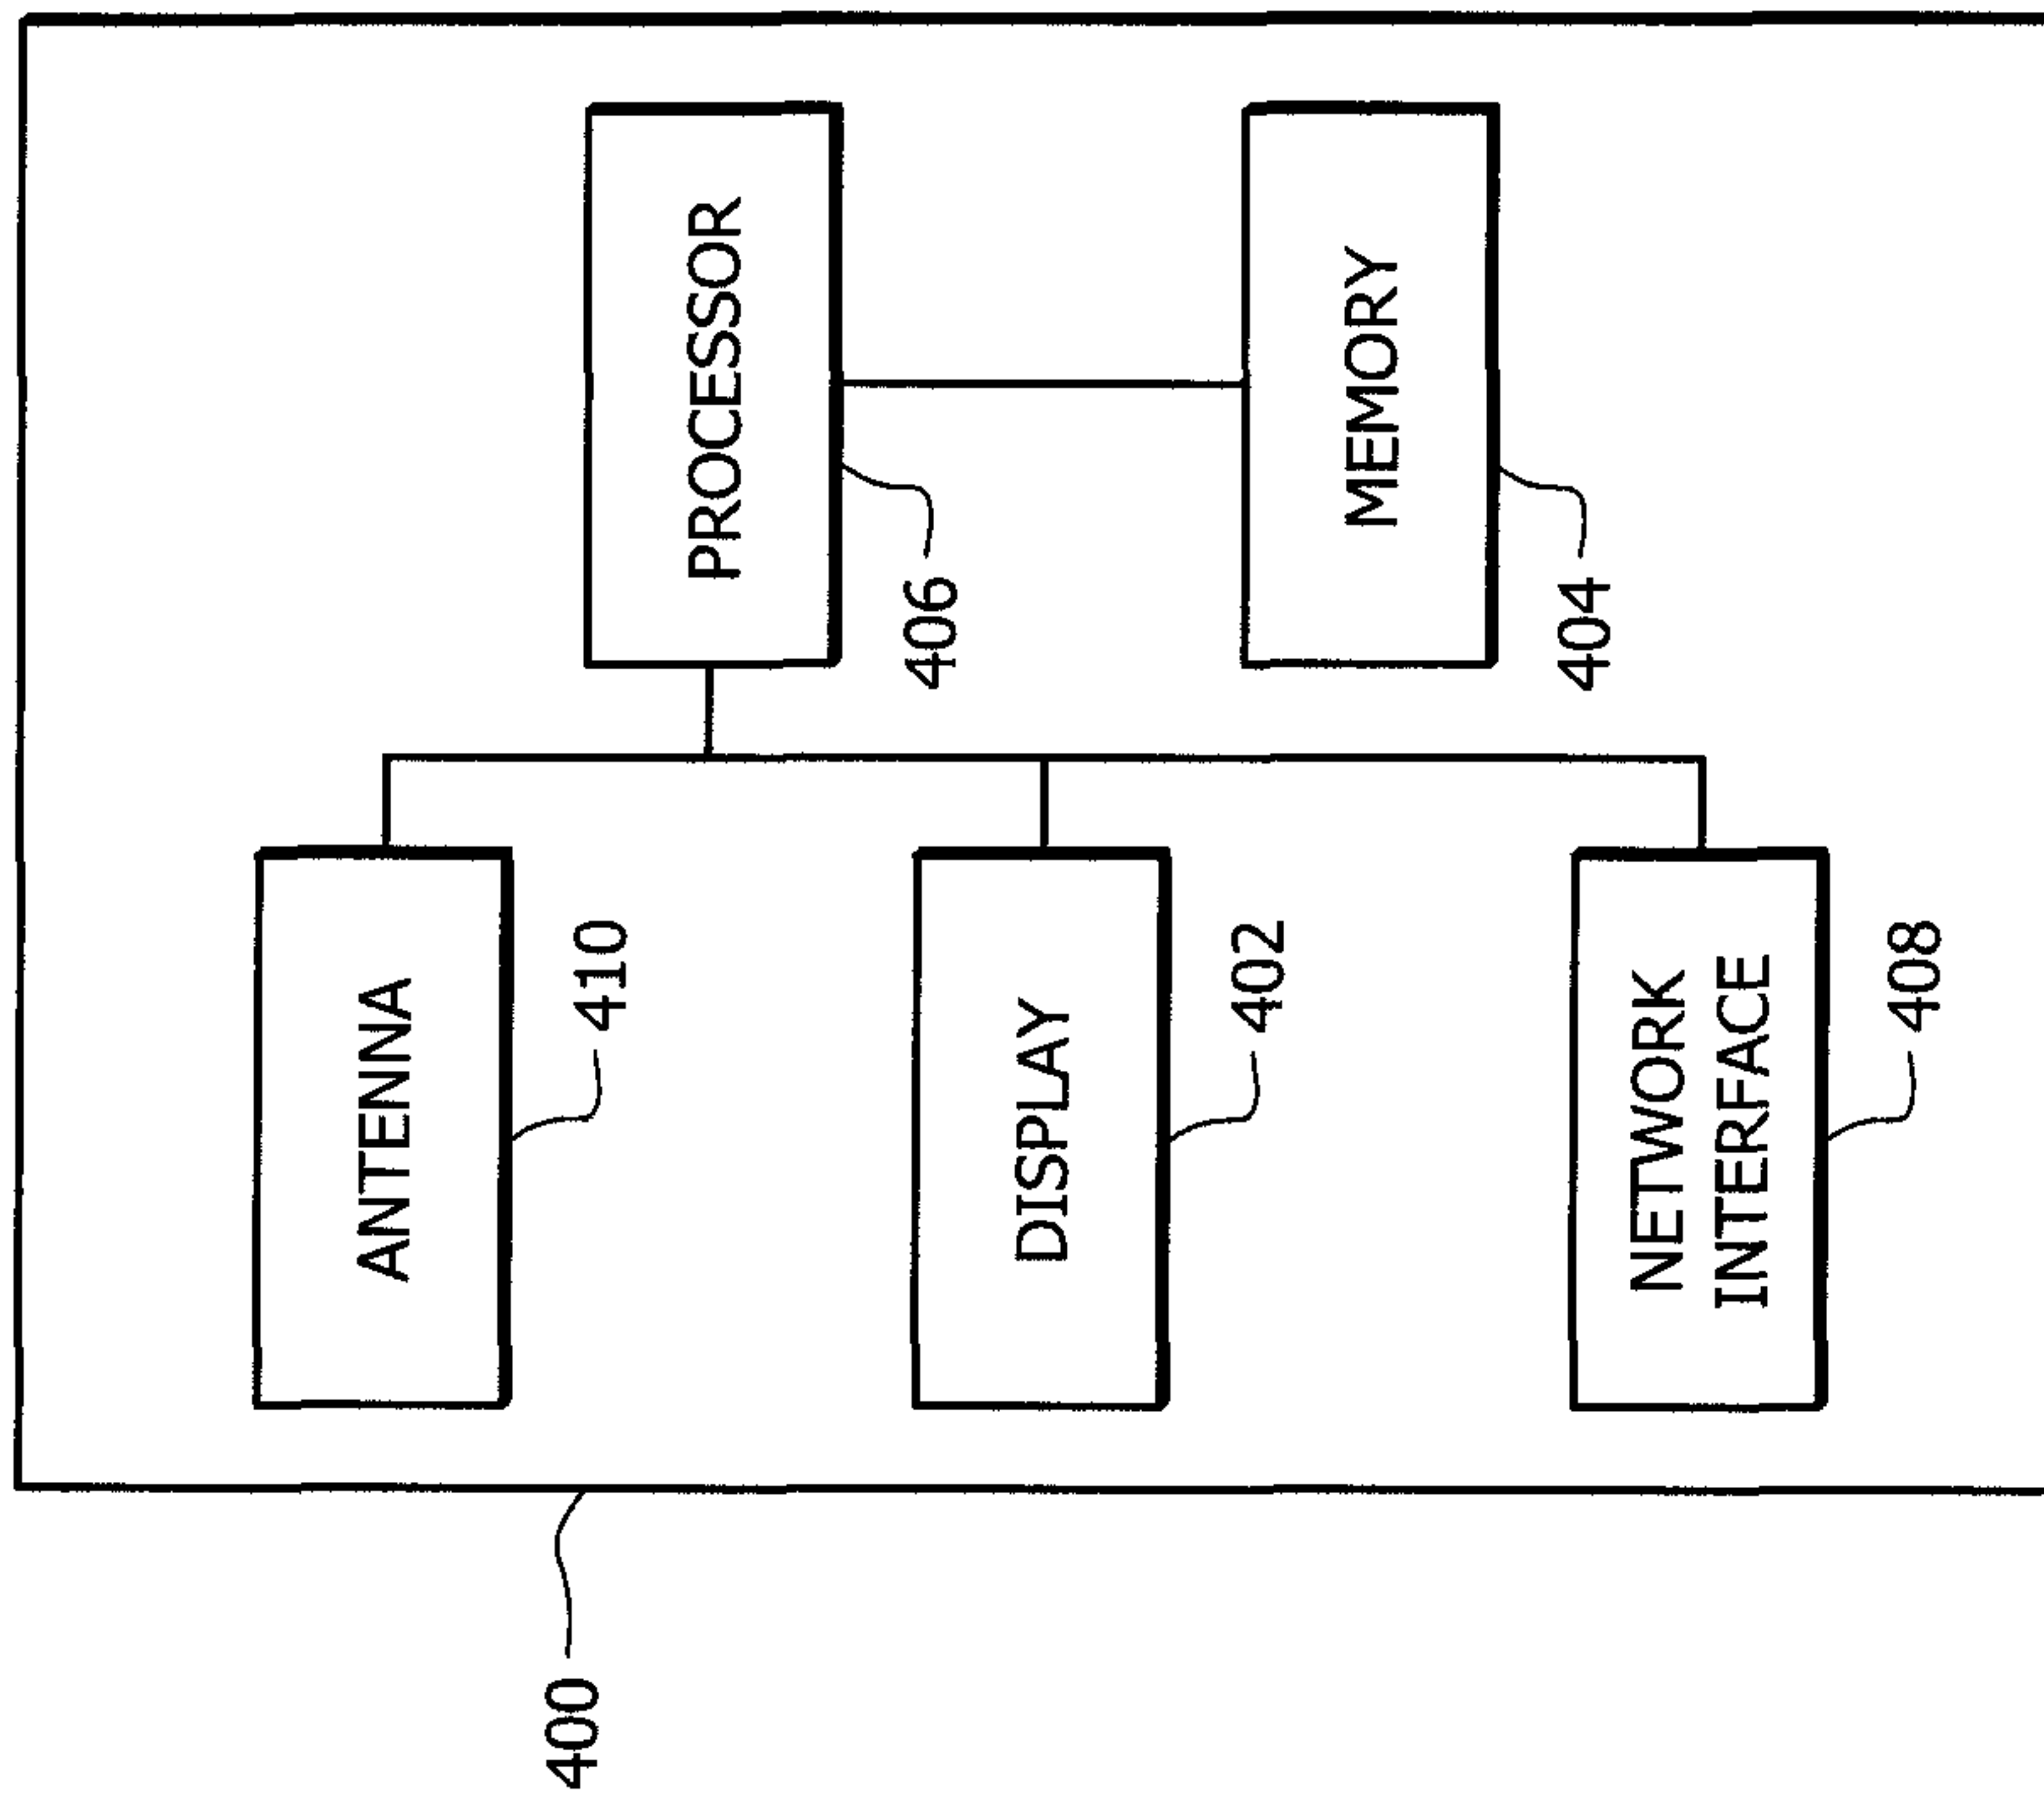 ANTENNA
400
410
PROCESSOR
406
DISPLAY
402
MEMORY
404
NETWORK
INTERFACE
408